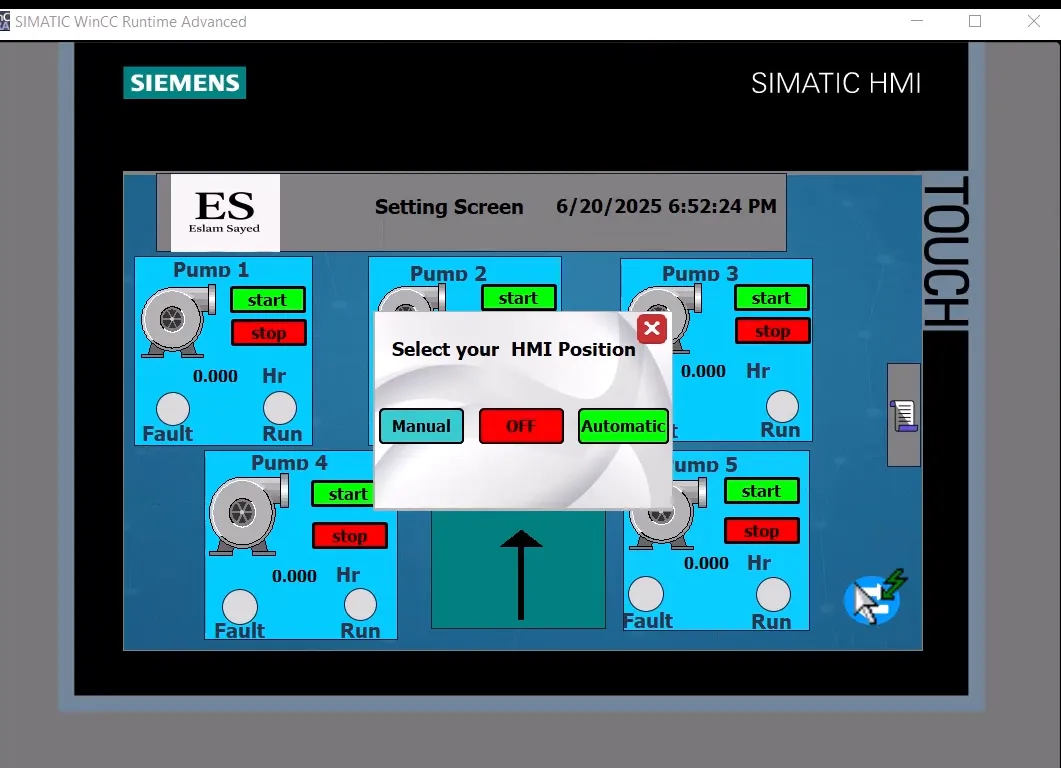 SIMATIC WinCC Runtime Advanced
SIEMENS
SIMATIC HMI
TOUCH
ES
Eslam Sayed
Setting Screen
6/20/2025 6:52:24 PM
Pump 1
start
stop
0.000 Hr
Fault
Run
Pump 2
start
Pump 3
start
stop
0.000 Hr
Run
Select your HMI Position
Manual
OFF
Automatic
Pump 4
start
stop
0.000 Hr
Fault
Run
ump 5
start
stop
0.000 Hr
Fault
Run